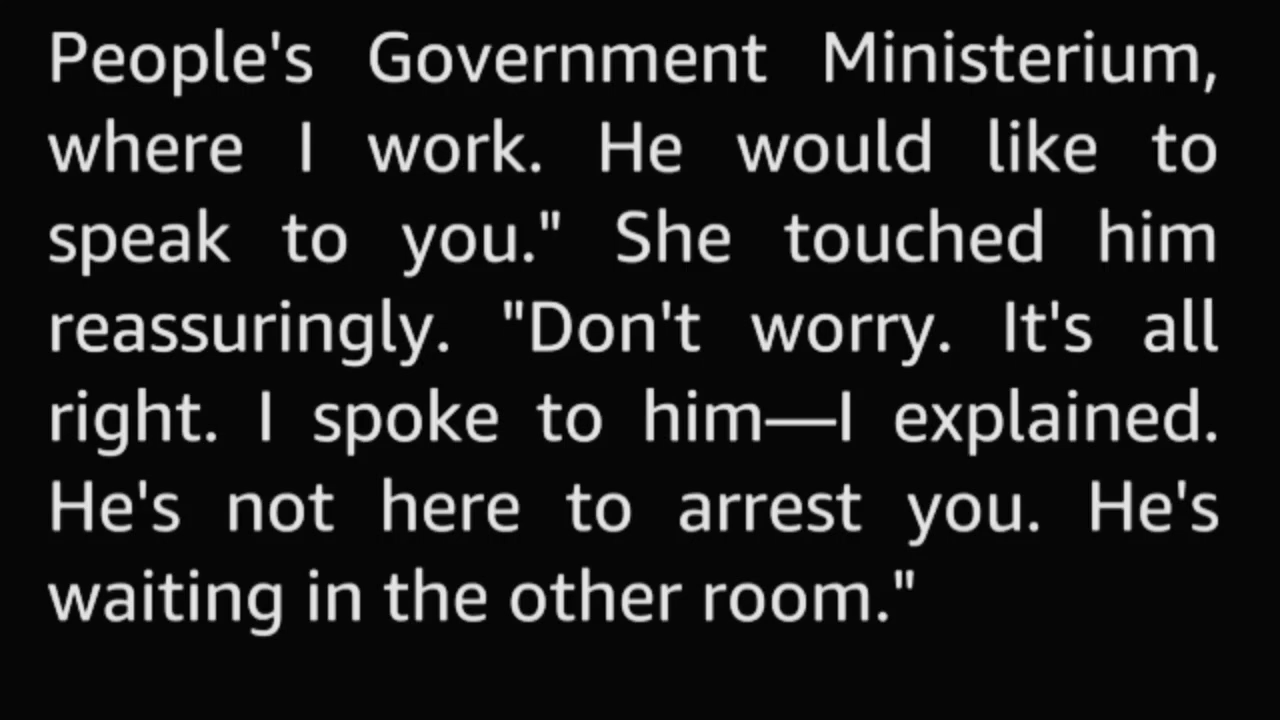 People's Government Ministerium,
where I work. He would like to
speak to you." She touched him
reassuringly. "Don't worry. It's all
right. I spoke to him—I explained.
He's not here to arrest you. He's
waiting in the other room."